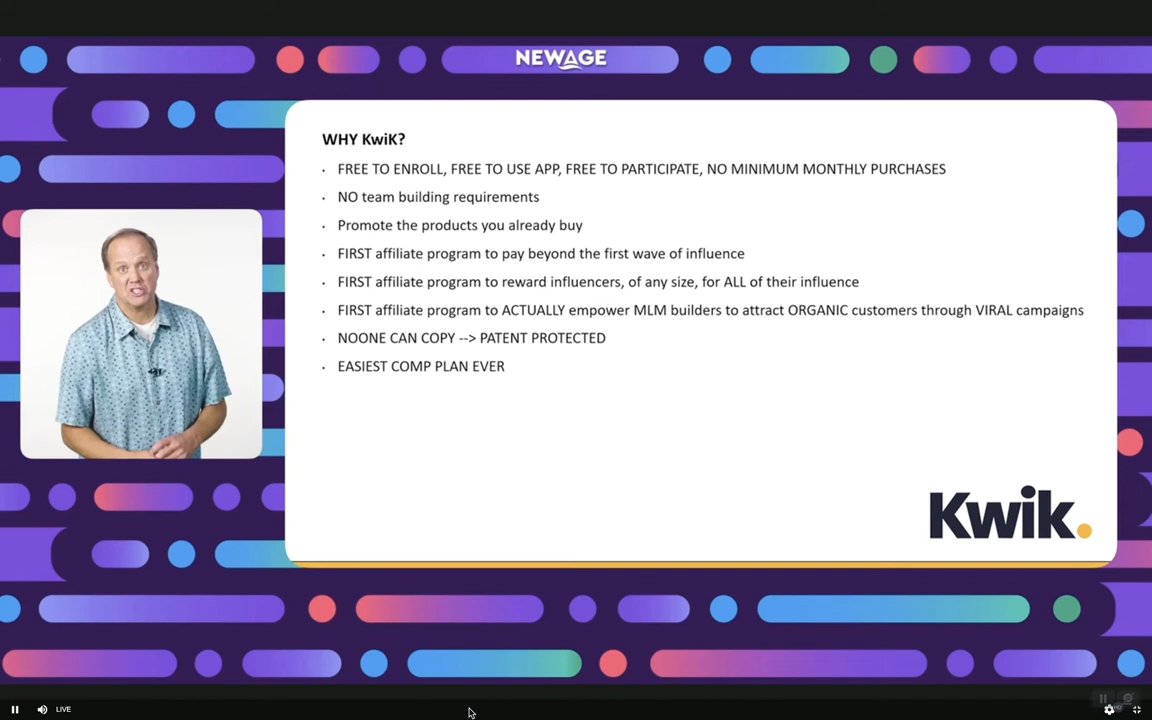 NEWAGE
WHY KwiK?
· FREE TO ENROLL, FREE TO USE APP, FREE TO PARTICIPATE, NO MINIMUM MONTHLY PURCHASES
· NO team building requirements
· Promote the products you already buy
· FIRST affiliate program to pay beyond the first wave of influence
· FIRST affiliate program to reward influencers, of any size, for ALL of their influence
· FIRST affiliate program to ACTUALLY empower MLM builders to attract ORGANIC customers through VIRAL campaigns
· NOONE CAN COPY --> PATENT PROTECTED
· EASIEST COMP PLAN EVER
Kwik.
LIVE